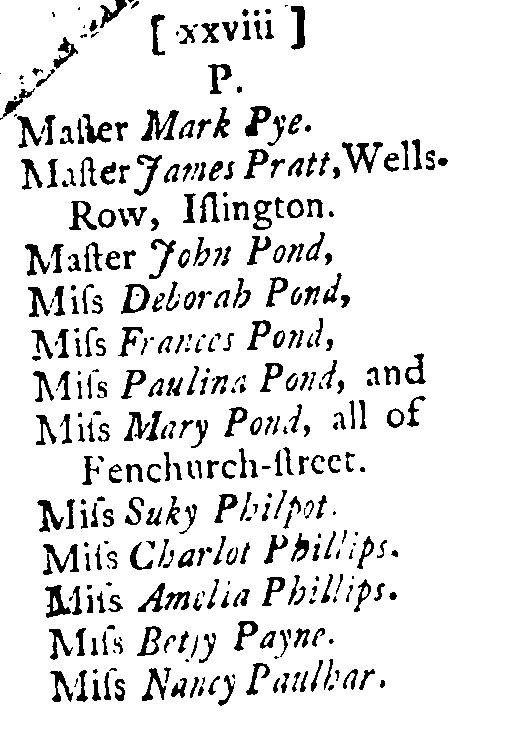 [ xxviii ]
P.
Maſter Mark Pye.
Maſter James Pratt, Wells-
Row, Iſlington.
Maſter John Pond,
Miſs Deborah Pond,
Miſs Frances Pond,
Miſs Paulina Pond, and
Miſs Mary Pond, all of
Fenchurch-ſtreet.
Miſs Suky Philpot.
Miſs Charlot Phillips.
Miſs Amelia Phillips.
Miſs Betſy Payne.
Miſs Nancy Paulhar.